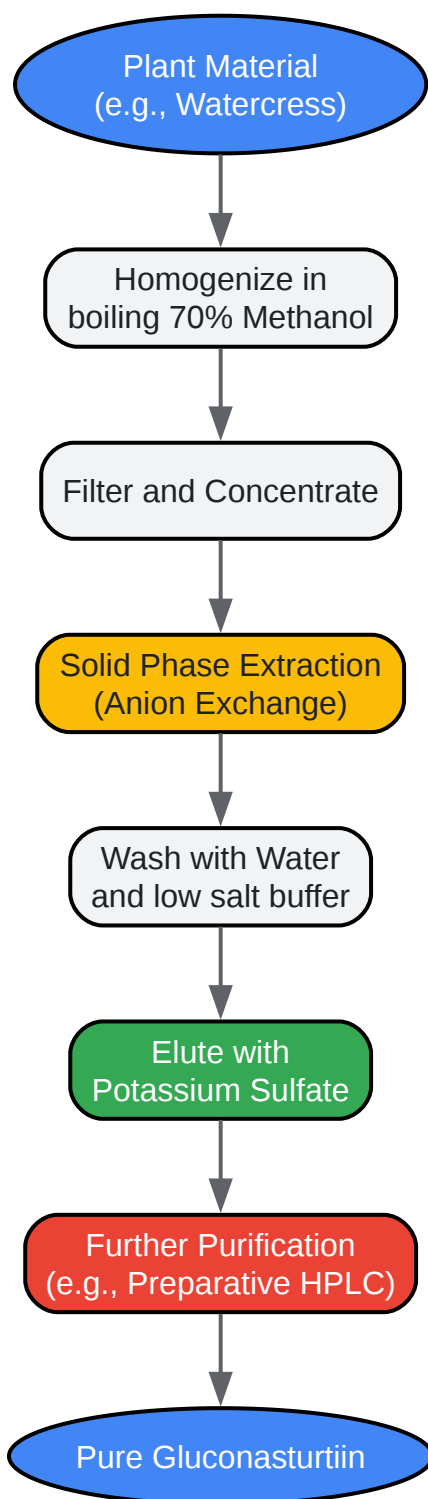 Plant Material
(e.g., Watercress)
Homogenize in
boiling 70% Methanol
Filter and Concentrate
Solid Phase Extraction
(Anion Exchange)
Wash with Water
and low salt buffer
Elute with
Potassium Sulfate
Further Purification
(e.g., Preparative HPLC)
Pure Gluconasturtiin